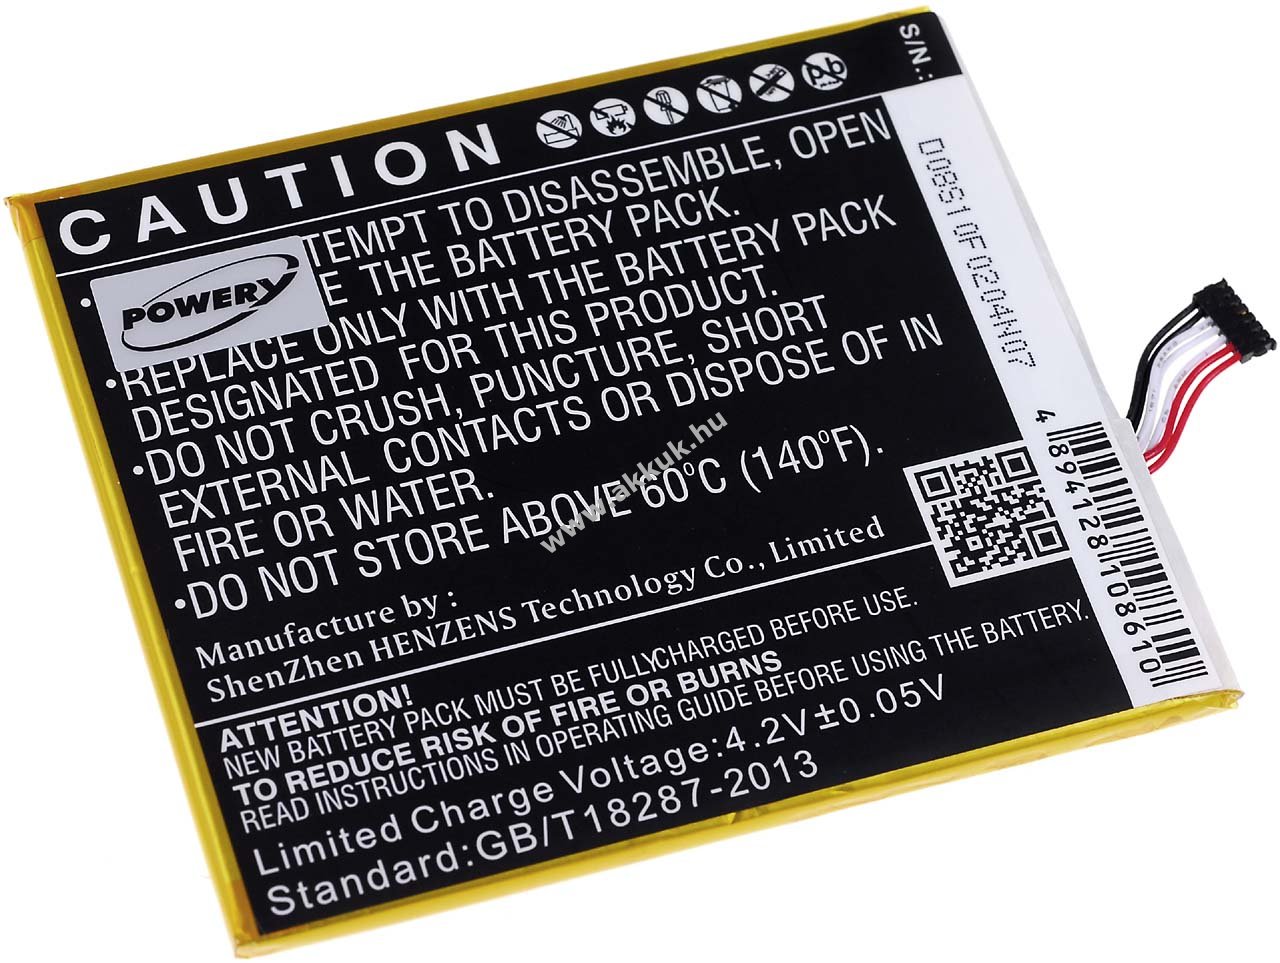 CAUTION
TEMPT TO DISASSEMBLE, OPEN
E THE BATTERY PACK.
•REPLACE ONLY WITH THE BATTERY PACK
DESIGNATED FOR THIS PRODUCT.
•DO NOT CRUSH, PUNCTURE, SHORT
EXTERNAL CONTACTS OR DISPOSE OF IN
FIRE OR WATER.
•DO NOT STORE ABOVE 60°C (140°F).
Manufacture by :
ShenZhen HENZENS Technology Co., Limited
ATTENTION!
NEW BATTERY PACK MUST BE FULLYCHARGED BEFORE USE.
TO REDUCE RISK OF FIRE OR BURNS
READ INSTRUCTIONS OPERATING GUIDE BEFORE USING BATTERY.
Limited Charge Voltage:4.2V±0.05V
Standard:GB/T18287-2013
POWERY
www.akkuk.hu
Pb
S/N.:
D08S10F0204N07
4 894128 108610